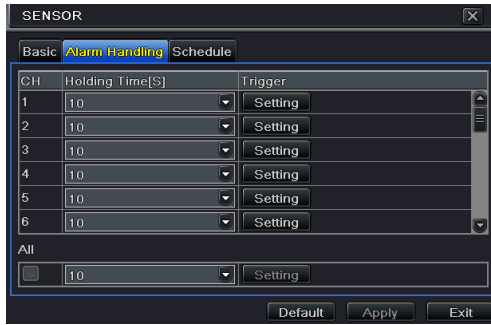 SENSOR
Basic Alarm Handling Schedule
CH Holding Time[S] Trigger
1 10 Setting
2 10 Setting
3 10 Setting
4 10 Setting
5 10 Setting
6 10 Setting
All
10 Setting
Default Apply Exit